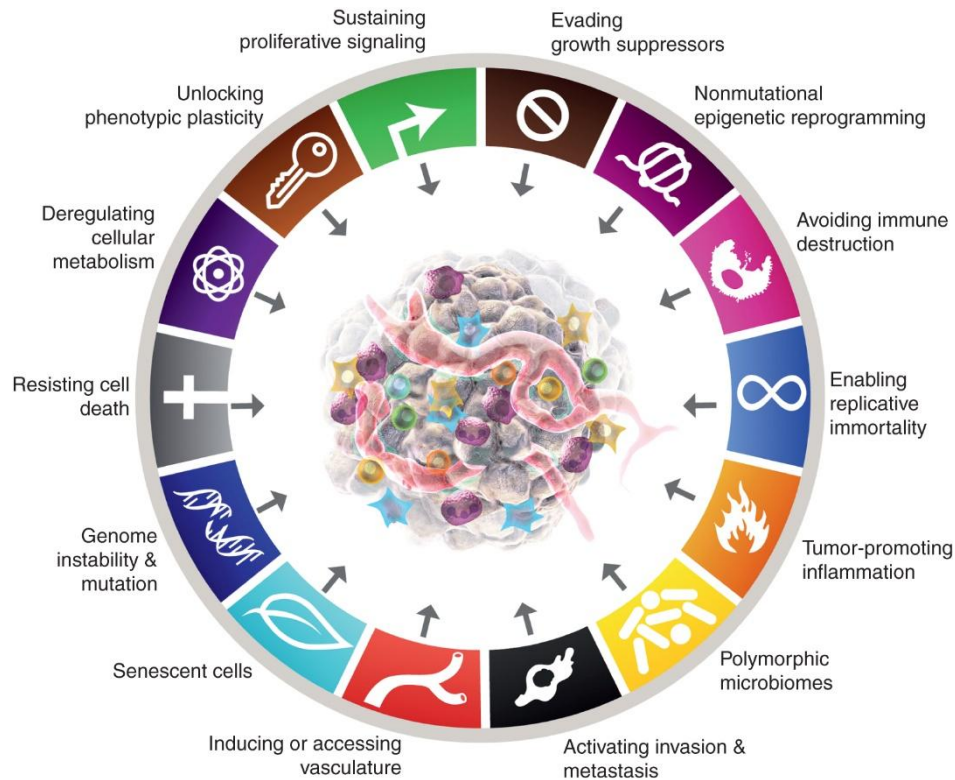 Sustaining
proliferative signaling
Evading
growth suppressors
Nonmutational
epigenetic reprogramming
Avoiding immune
destruction
Enabling
replicative
immortality
Tumor-promoting
inflammation
Polymorphic
microbiomes
Activating invasion &
metastasis
Inducing or accessing
vasculature
Senescent cells
Genome
instability &
mutation
Resisting cell
death
Deregulating
cellular
metabolism
Unlocking
phenotypic plasticity